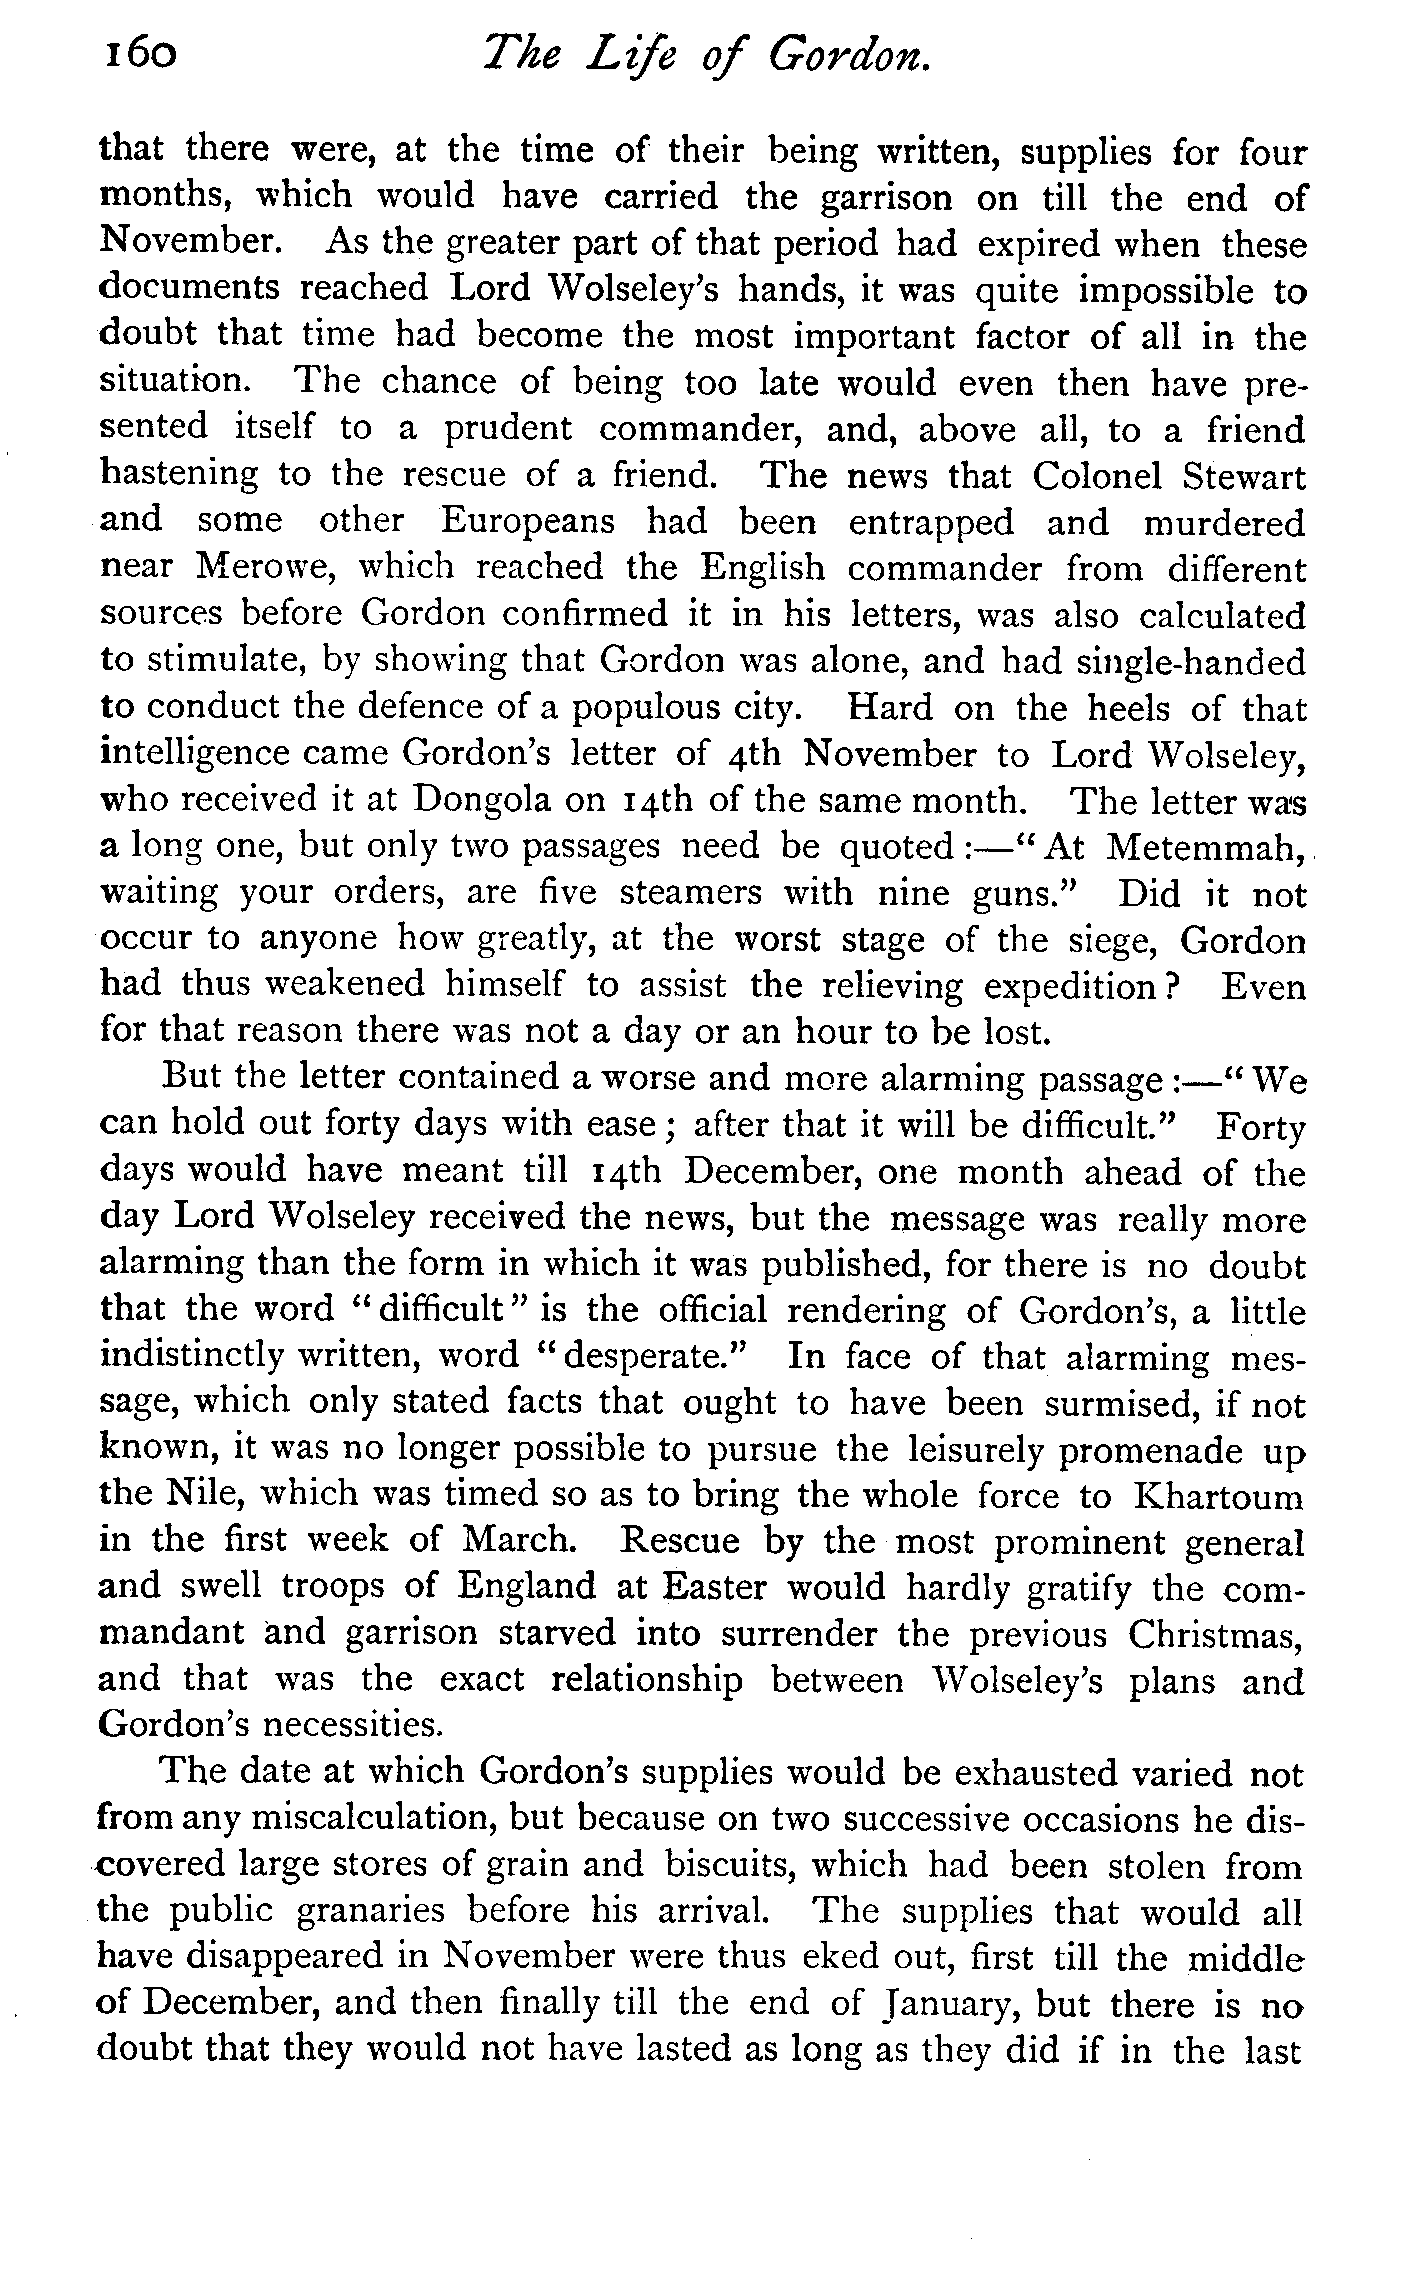 160 The Life of Gordon.
that there were, at the time of their being written, supplies for four
months, which would have carried the garrison on till the end of
November. As the greater part of that period had expired when these
documents reached Lord Wolseley's hands, it was quite impossible to
doubt that time had become the most important factor of all in the
situation. The chance of being too late would even then have pre-
sented itself to a prudent commander, and, above all, to a friend
hastening to the rescue of a friend. The news that Colonel Stewart
and some other Europeans had been entrapped and murdered
near Merowe, which reached the English commander from different
sources before Gordon confirmed it in his letters, was also calculated
to stimulate, by showing that Gordon was alone, and had single-handed
to conduct the defence of a populous city. Hard on the heels of that
intelligence came Gordon's letter of 4th November to Lord Wolseley,
who received it at Dongola on 14th of the same month. The letter was
a long one, but only two passages need be quoted :—“ At Metemmah,
waiting your orders, are five steamers with nine guns.” Did it not
occur to anyone how greatly, at the worst stage of the siege, Gordon
had thus weakened himself to assist the relieving expedition ? Even
for that reason there was not a day or an hour to be lost.
But the letter contained a worse and more alarming passage :—“ We
can hold out forty days with ease ; after that it will be difficult.” Forty
days would have meant till 14th December, one month ahead of the
day Lord Wolseley received the news, but the message was really more
alarming than the form in which it was published, for there is no doubt
that the word “ difficult ” is the official rendering of Gordon's, a little
indistinctly written, word “ desperate.” In face of that alarming mes-
sage, which only stated facts that ought to have been surmised, if not
known, it was no longer possible to pursue the leisurely promenade up
the Nile, which was timed so as to bring the whole force to Khartoum
in the first week of March. Rescue by the most prominent general
and swell troops of England at Easter would hardly gratify the com-
mandant and garrison starved into surrender the previous Christmas,
and that was the exact relationship between Wolseley's plans and
Gordon's necessities.
The date at which Gordon's supplies would be exhausted varied not
from any miscalculation, but because on two successive occasions he dis-
covered large stores of grain and biscuits, which had been stolen from
the public granaries before his arrival. The supplies that would all
have disappeared in November were thus eked out, first till the middle
of December, and then finally till the end of January, but there is no
doubt that they would not have lasted as long as they did if in the last